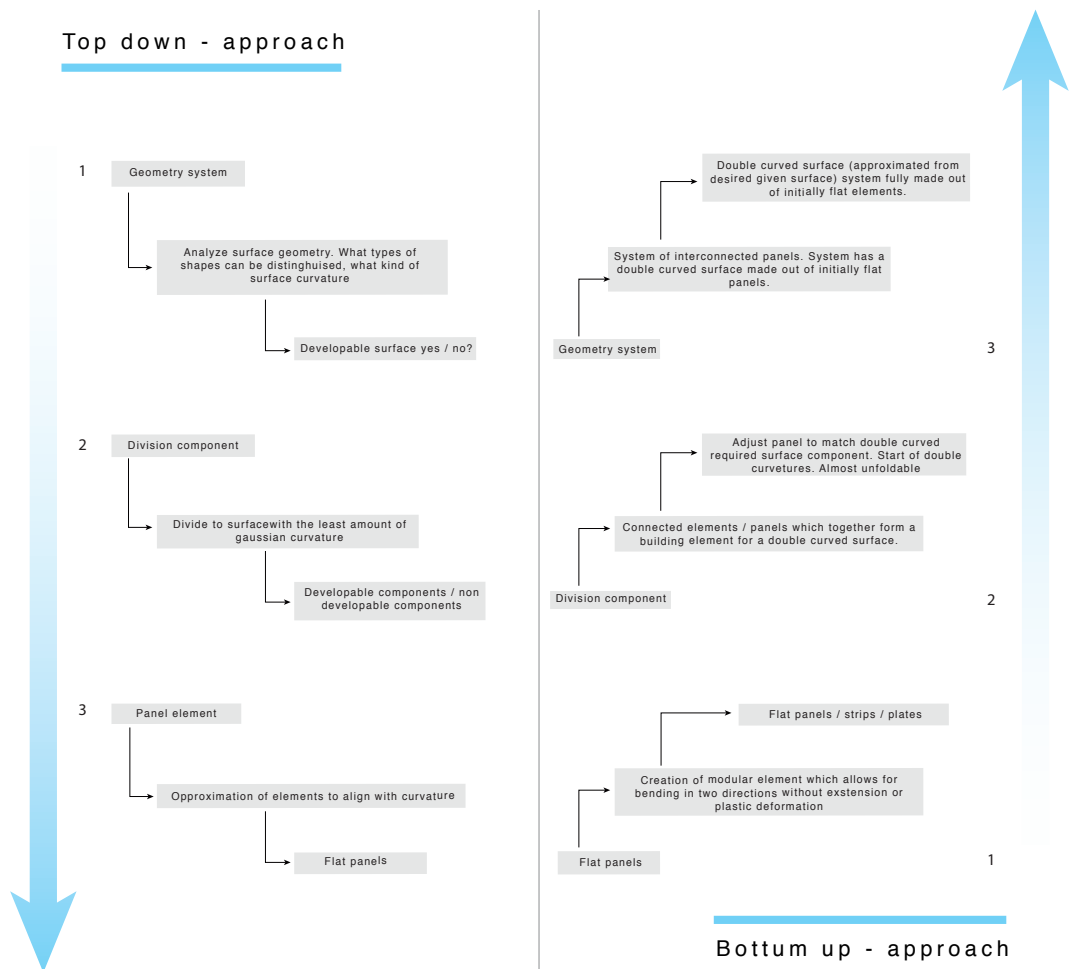 Top down - approach
1
Geometry system
Analyze surface geometry. What types of
shapes can be distinghuised, what kind of
surface curvature
Developable surface yes / no?
2
Division component
Divide to surfacewith the least amount of
gaussian curvature
Developable components / non
developable components
3
Panel element
Opproximation of elements to align with curvature
Flat panels
Double curved surface (approximated from
desired given surface) system fully made out
of initially flat elements.
System of interconnected panels. System has a
double curved surface made out of initially flat
panels.
Geometry system
3
Adjust panel to match double curved
required surface component. Start of double
curvetures. Almost unfoldable
Connected elements / panels which together form a
building element for a double curved surface.
Division component
2
Flat panels / strips / plates
Creation of modular element which allows for
bending in two directions without exstension or
plastic deformation
Flat panels
1
Bottum up - approach